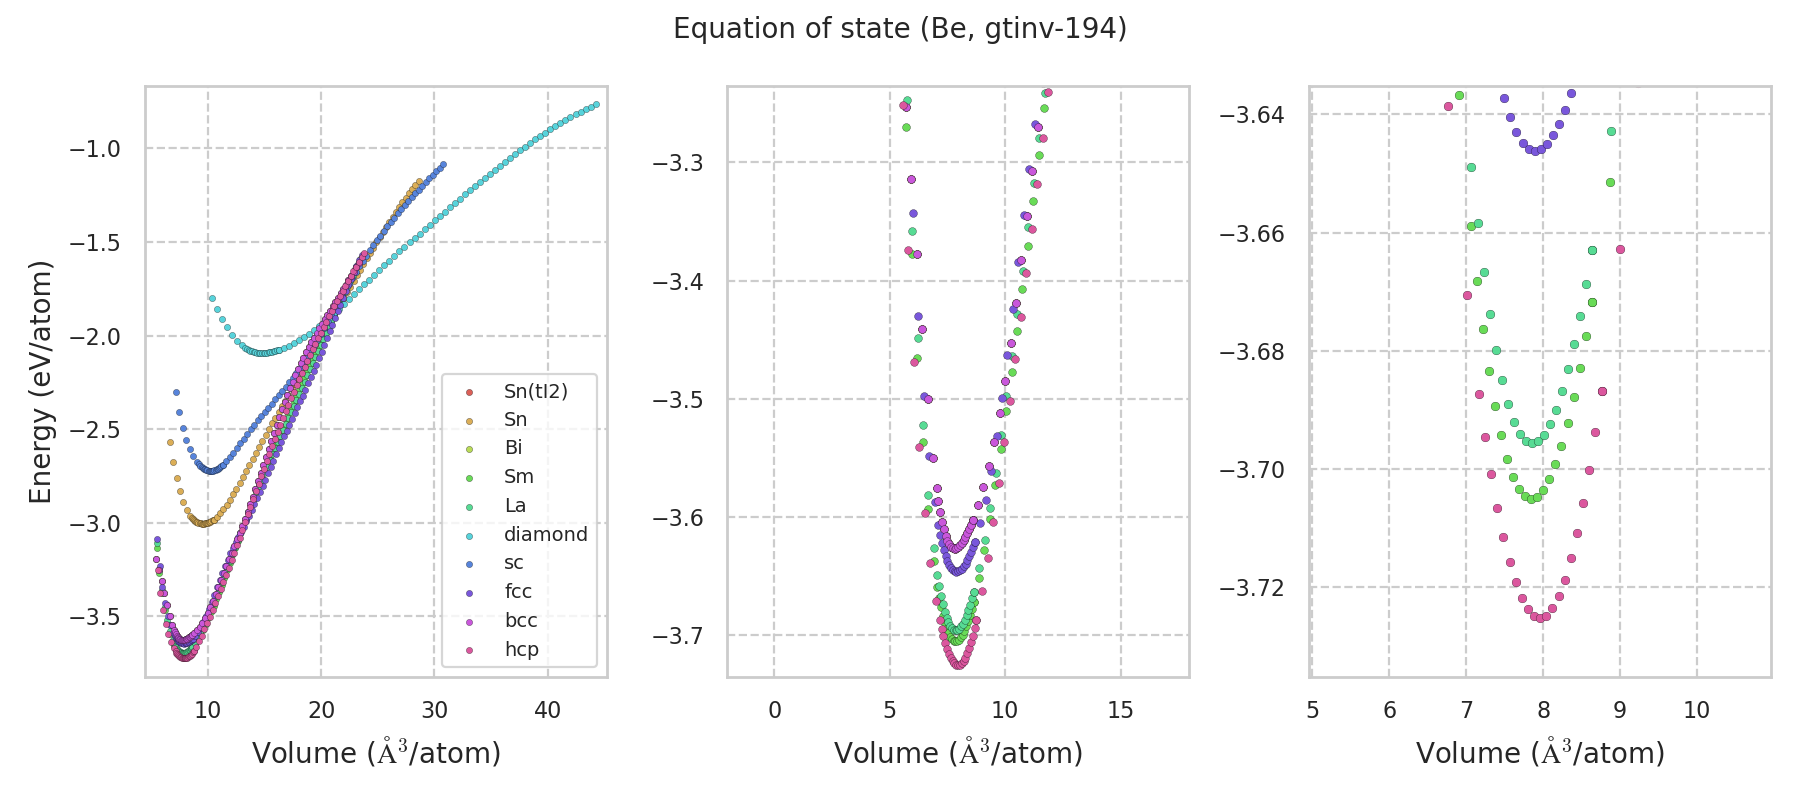 Equation of state (Be, gtinv-194)
Energy (eV/atom)
−1.0
−1.5
−2.0
−2.5
−3.0
−3.5
10
20
30
40
Volume (Å³/atom)
Sn(tI2)
Sn
Bi
Sm
La
diamond
sc
fcc
bcc
hcp
−3.3
−3.4
−3.5
−3.6
−3.7
0
5
10
15
Volume (Å³/atom)
−3.64
−3.66
−3.68
−3.70
−3.72
5
6
7
8
9
10
Volume (Å³/atom)